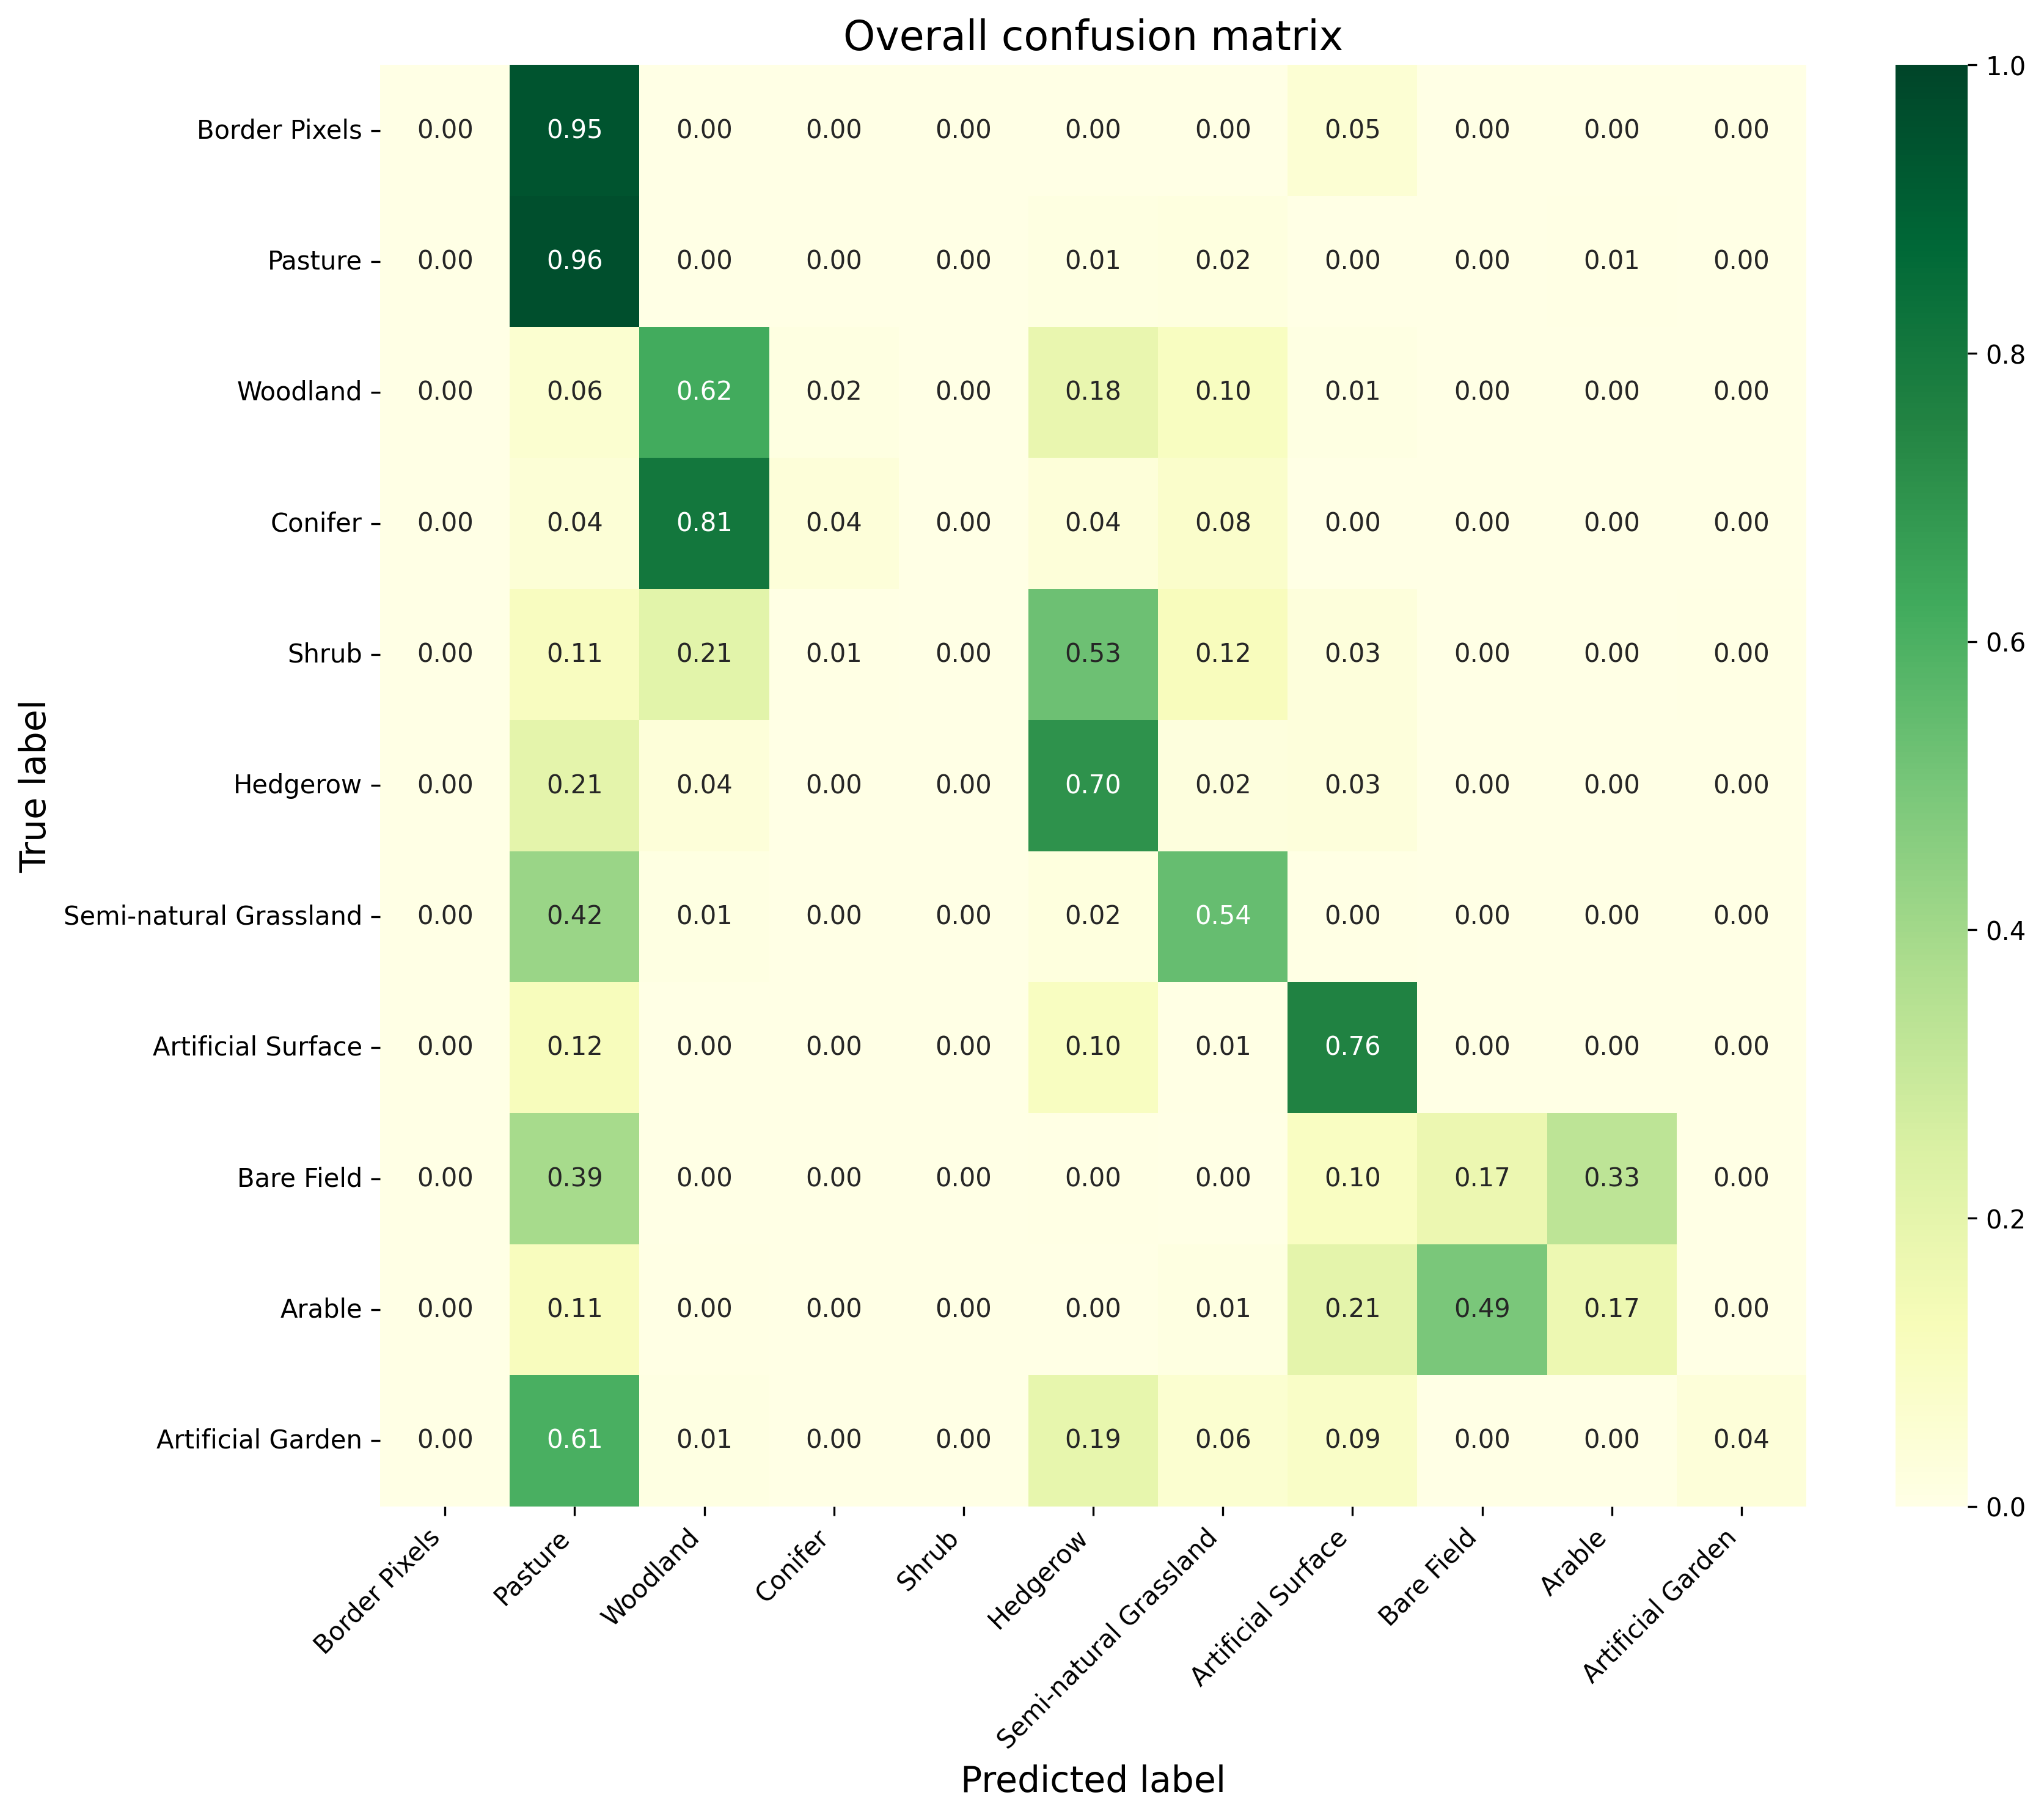 Overall confusion matrix
Border Pixels 0.00 0.95 0.00 0.00 0.00 0.00 0.00 0.05 0.00 0.00 0.00
Pasture 0.00 0.96 0.00 0.00 0.00 0.01 0.02 0.00 0.00 0.01 0.00
Woodland 0.00 0.06 0.62 0.02 0.00 0.18 0.10 0.01 0.00 0.00 0.00
Conifer 0.00 0.04 0.81 0.04 0.00 0.04 0.08 0.00 0.00 0.00 0.00
Shrub 0.00 0.11 0.21 0.01 0.00 0.53 0.12 0.03 0.00 0.00 0.00
Hedgerow 0.00 0.21 0.04 0.00 0.00 0.70 0.02 0.03 0.00 0.00 0.00
Semi-natural Grassland 0.00 0.42 0.01 0.00 0.00 0.02 0.54 0.00 0.00 0.00 0.00
Artificial Surface 0.00 0.12 0.00 0.00 0.00 0.10 0.01 0.76 0.00 0.00 0.00
Bare Field 0.00 0.39 0.00 0.00 0.00 0.00 0.00 0.10 0.17 0.33 0.00
Arable 0.00 0.11 0.00 0.00 0.00 0.00 0.01 0.21 0.49 0.17 0.00
Artificial Garden 0.00 0.61 0.01 0.00 0.00 0.19 0.06 0.09 0.00 0.00 0.04
True label
Border Pixels
Pasture
Woodland
Conifer
Shrub
Hedgerow
Semi-natural Grassland
Artificial Surface
Bare Field
Arable
Artificial Garden
Predicted label
1.0
0.8
0.6
0.4
0.2
0.0